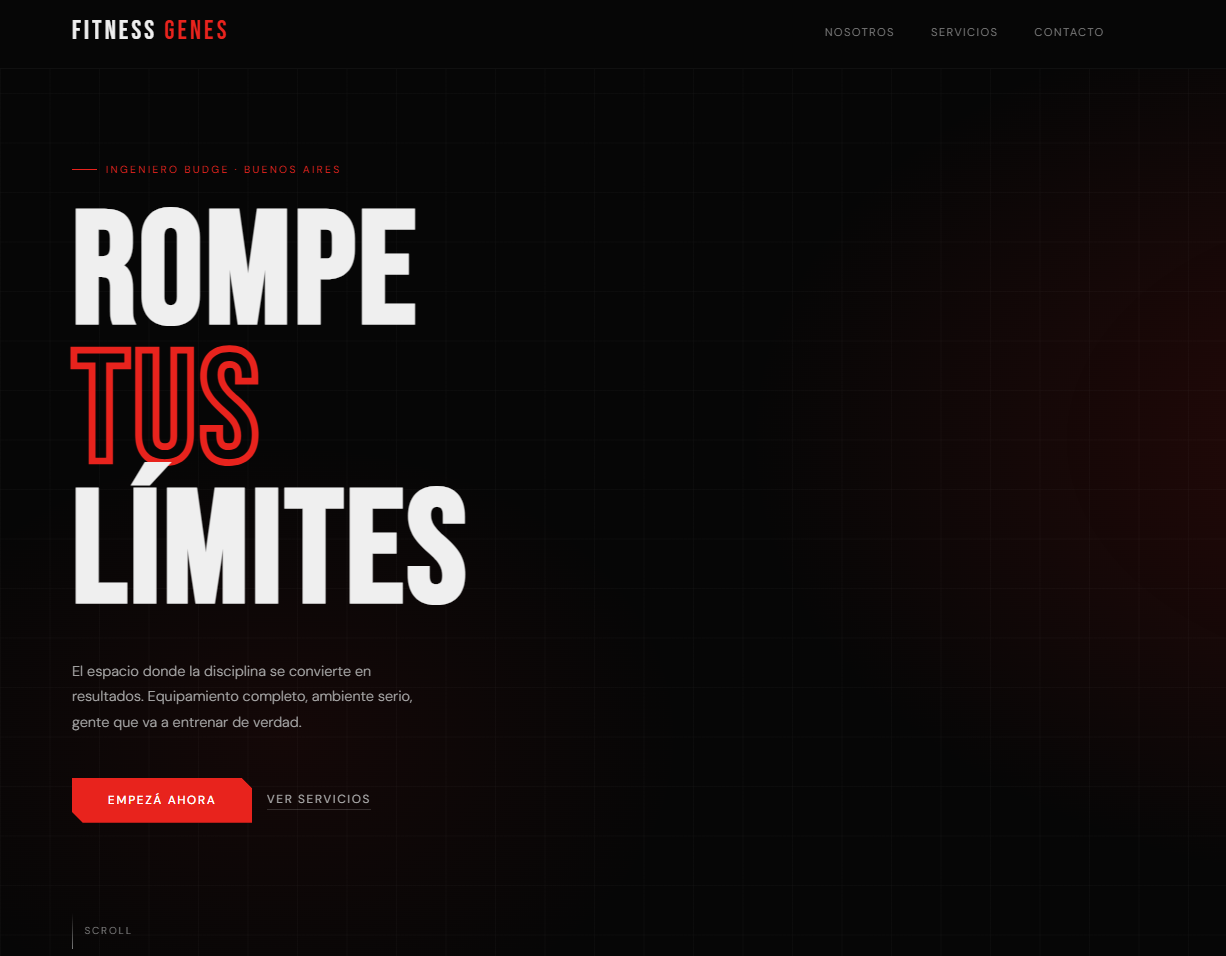 FITNESS GENES
NOSOTROS SERVICIOS CONTACTO
INGENIERO BUDGE · BUENOS AIRES
ROMPE
TUS
LÍMITES
El espacio donde la disciplina se convierte en
resultados. Equipamiento completo, ambiente serio,
gente que va a entrenar de verdad.
EMPEZÁ AHORA
VER SERVICIOS
SCROLL